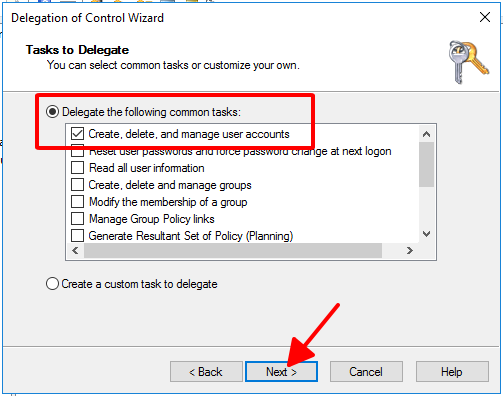 Delegation of Control Wizard
Tasks to Delegate
You can select common tasks or customize your own.
Delegate the following common tasks:
Create, delete, and manage user accounts
Reset user passwords and force password change at next logon
Read all user information
Create, delete and manage groups
Modify the membership of a group
Manage Group Policy links
Generate Resultant Set of Policy (Planning)
Create a custom task to delegate
< Back Next > Cancel Help